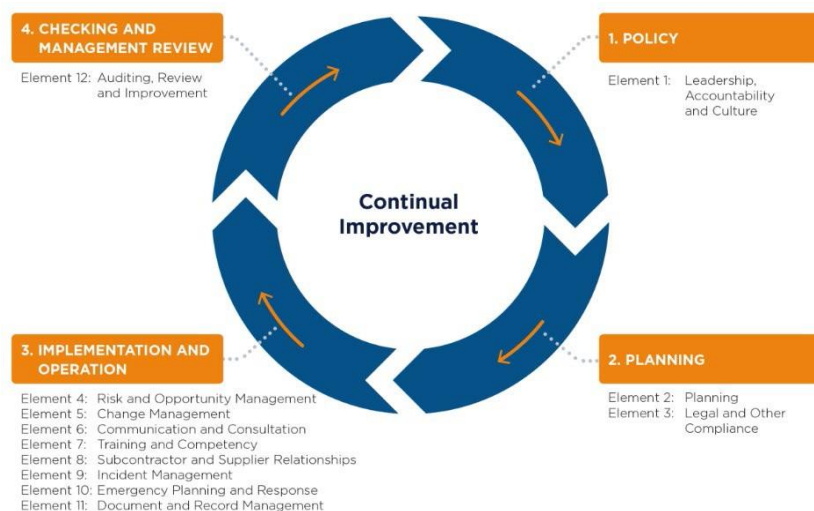 4. CHECKING AND
MANAGEMENT REVIEW
Element 12: Auditing, Review
and Improvement
1. POLICY
Element 1: Leadership,
Accountability
and Culture
Continual
Improvement
3. IMPLEMENTATION AND
OPERATION
Element 4: Risk and Opportunity Management
Element 5: Change Management
Element 6: Communication and Consultation
Element 7: Training and Competency
Element 8: Subcontractor and Supplier Relationships
Element 9: Incident Management
Element 10: Emergency Planning and Response
Element 11: Document and Record Management
2. PLANNING
Element 2: Planning
Element 3: Legal and Other
Compliance